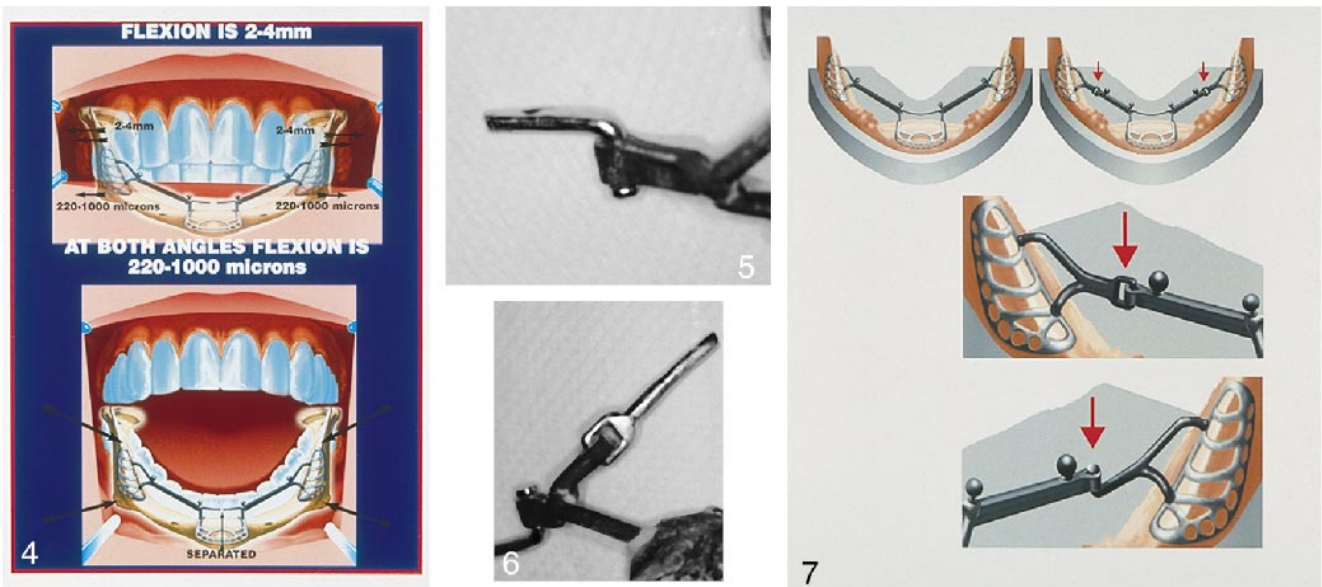 FLEXION IS 2-4mm
2-4mm
2-4mm
220-1000 microns
220-1000 microns
AT BOTH ANGLES FLEXION IS
220-1000 microns
SEPARATED
4
5
6
7